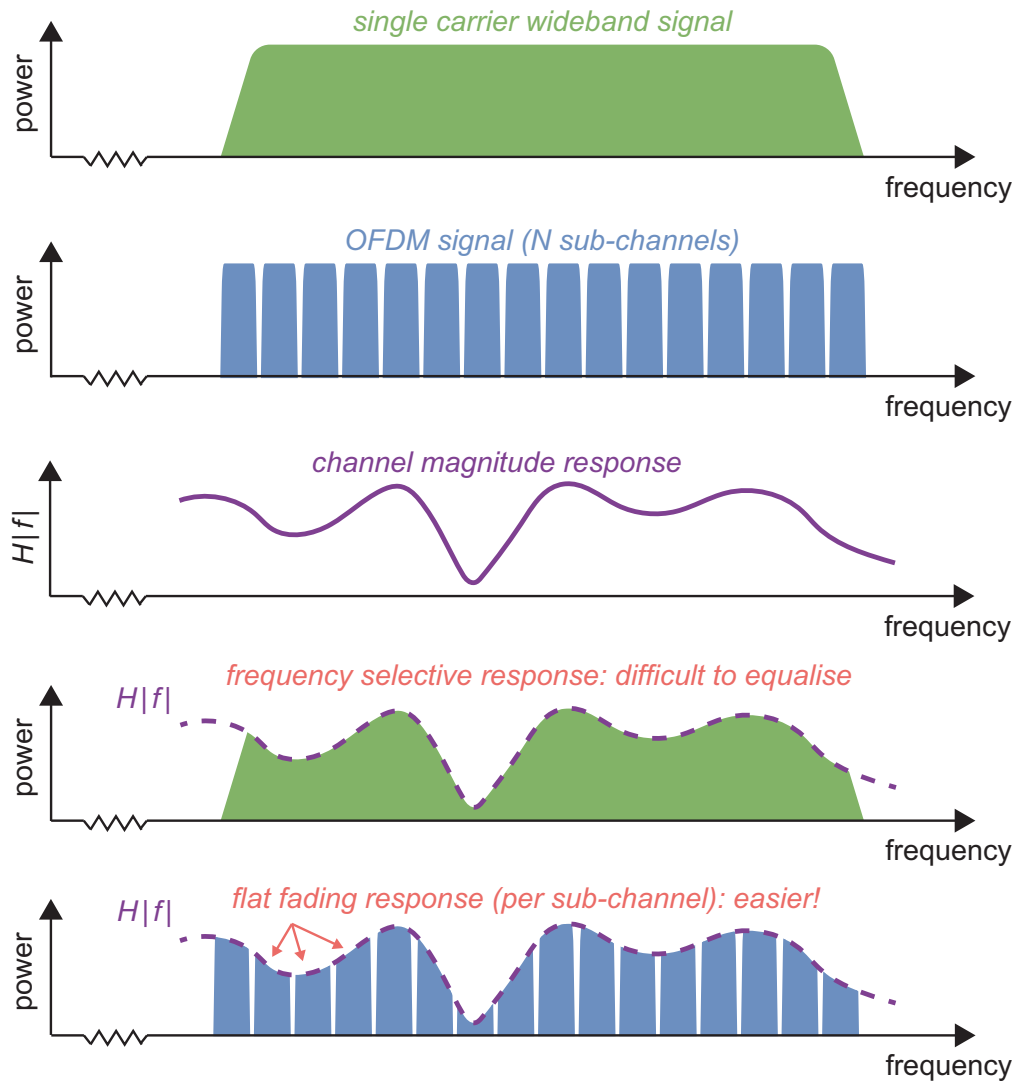 single carrier wideband signal
power
frequency
OFDM signal (N sub-channels)
power
frequency
channel magnitude response
H|f|
frequency
frequency selective response: difficult to equalise
H|f|
power
frequency
flat fading response (per sub-channel): easier!
H|f|
power
frequency